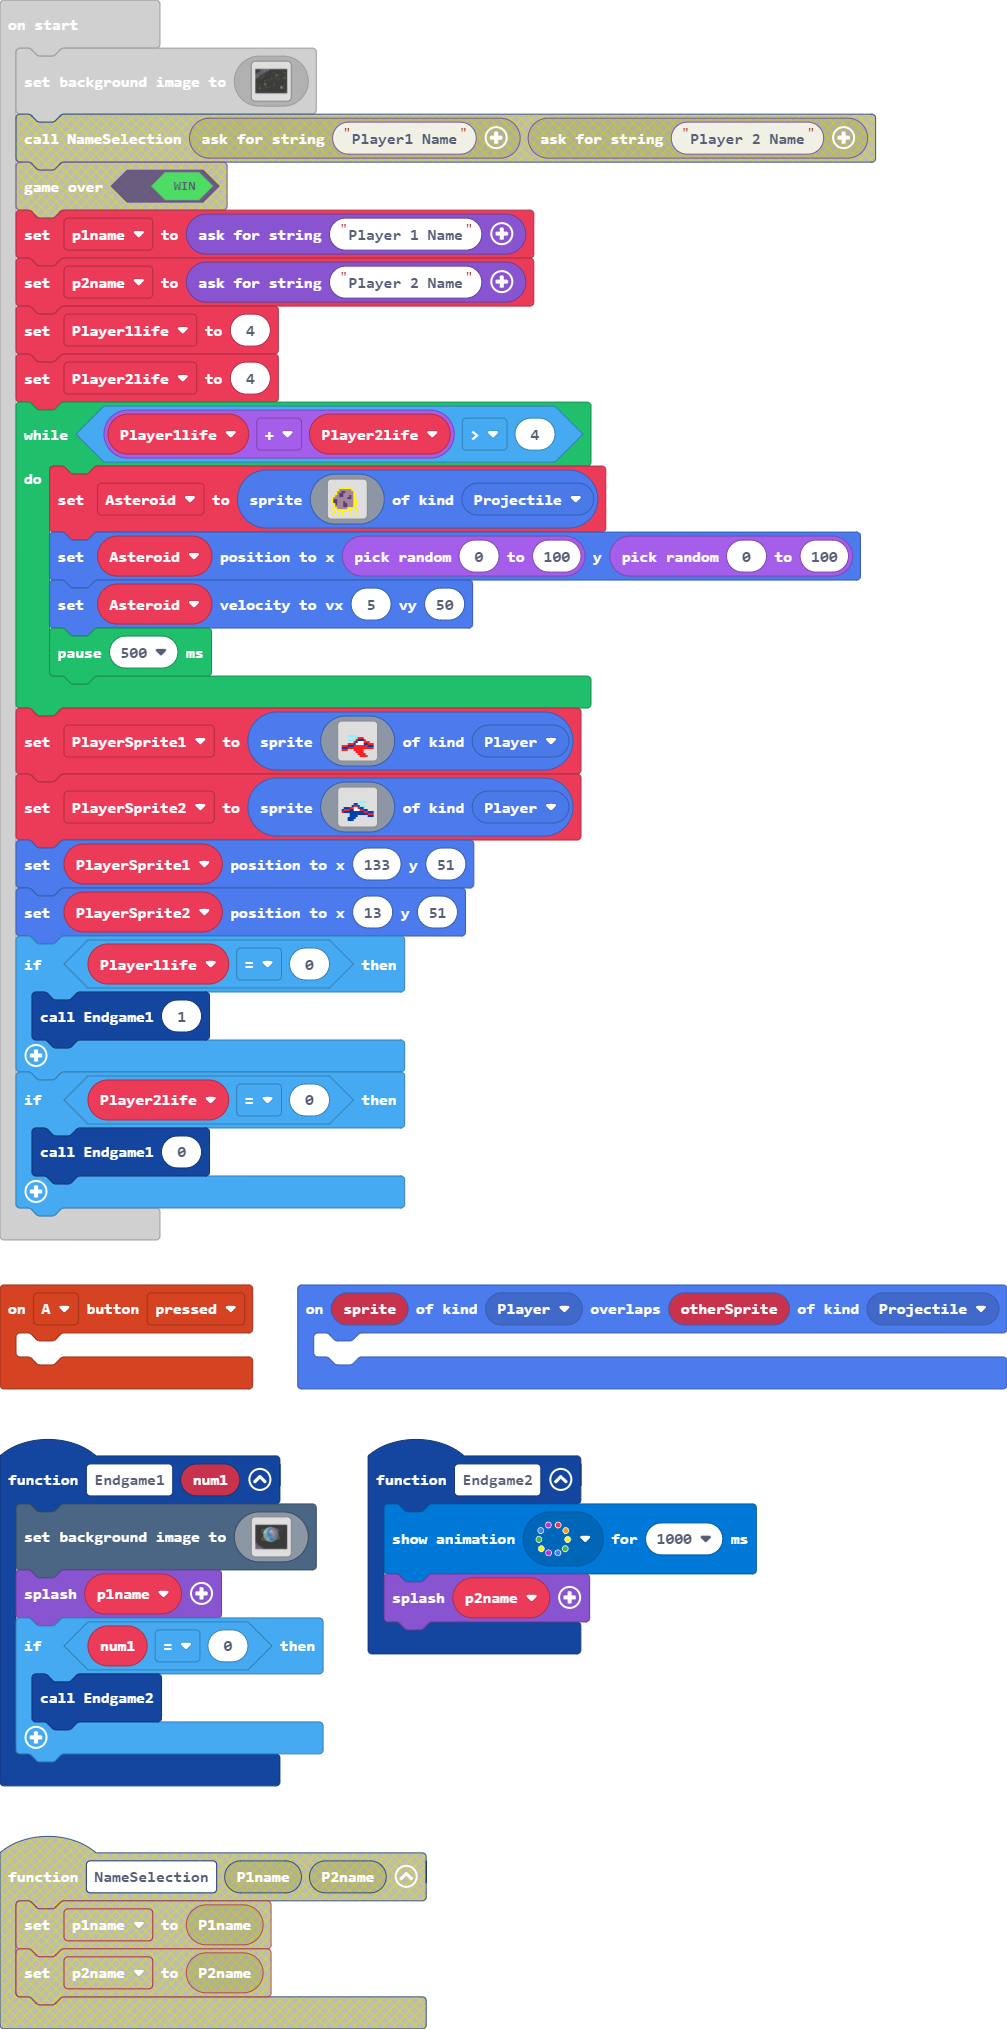 on start
set background image to
call NameSelection ask for string "Player1 Name" ask for string "Player 2 Name"
game over WIN
set p1name to ask for string "Player 1 Name"
set p2name to ask for string "Player 2 Name"
set Player1life to 4
set Player2life to 4
while Player1life + Player2life > 4
do
set Asteroid to sprite of kind Projectile
set Asteroid position to x pick random 0 to 100 y pick random 0 to 100
set Asteroid velocity to vx 5 vy 50
pause 500 ms
set PlayerSprite1 to sprite of kind Player
set PlayerSprite2 to sprite of kind Player
set PlayerSprite1 position to x 133 y 51
set PlayerSprite2 position to x 13 y 51
if Player1life = 0 then
call Endgame1 1
if Player2life = 0 then
call Endgame1 0
on A button pressed
on sprite of kind Player overlaps otherSprite of kind Projectile
function Endgame1 num1
set background image to
splash p1name
if num1 = 0 then
call Endgame2
function Endgame2
show animation for 1000 ms
splash p2name
function NameSelection P1name P2name
set p1name to P1name
set p2name to P2name